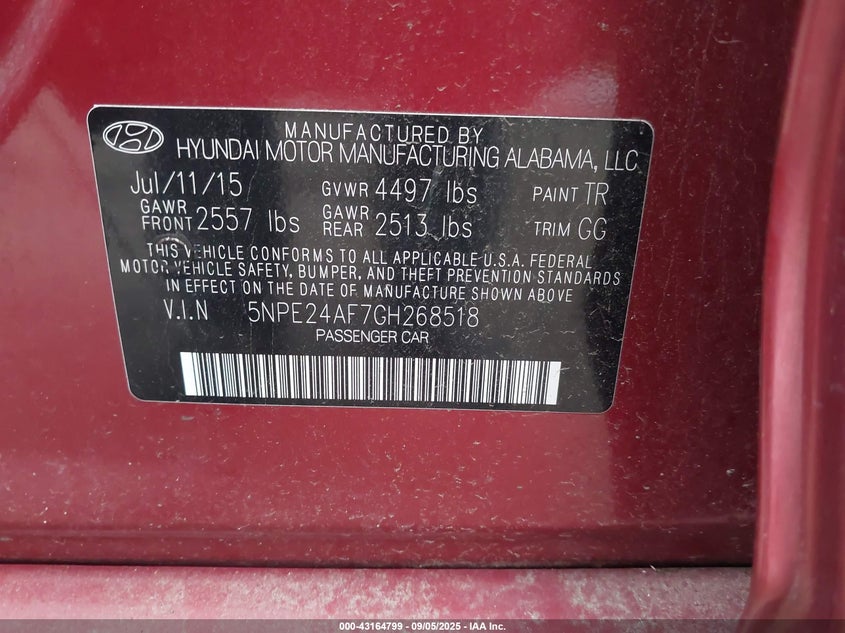 MANUFACTURED BY
HYUNDAI MOTOR MANUFACTURING ALABAMA, LLC
Jul/11/15 GVWR 4497 lbs PAINT TR
GAWR FRONT 2557 lbs GAWR REAR 2513 lbs TRIM GG
THIS VEHICLE CONFORMS TO ALL APPLICABLE U.S.A. FEDERAL
MOTOR VEHICLE SAFETY, BUMPER, AND THEFT PREVENTION STANDARDS
IN EFFECT ON THE DATE OF MANUFACTURE SHOWN ABOVE
V.I.N 5NPE24AF7GH268518
PASSENGER CAR
000-43164799 - 09/05/2025 - IAA Inc.